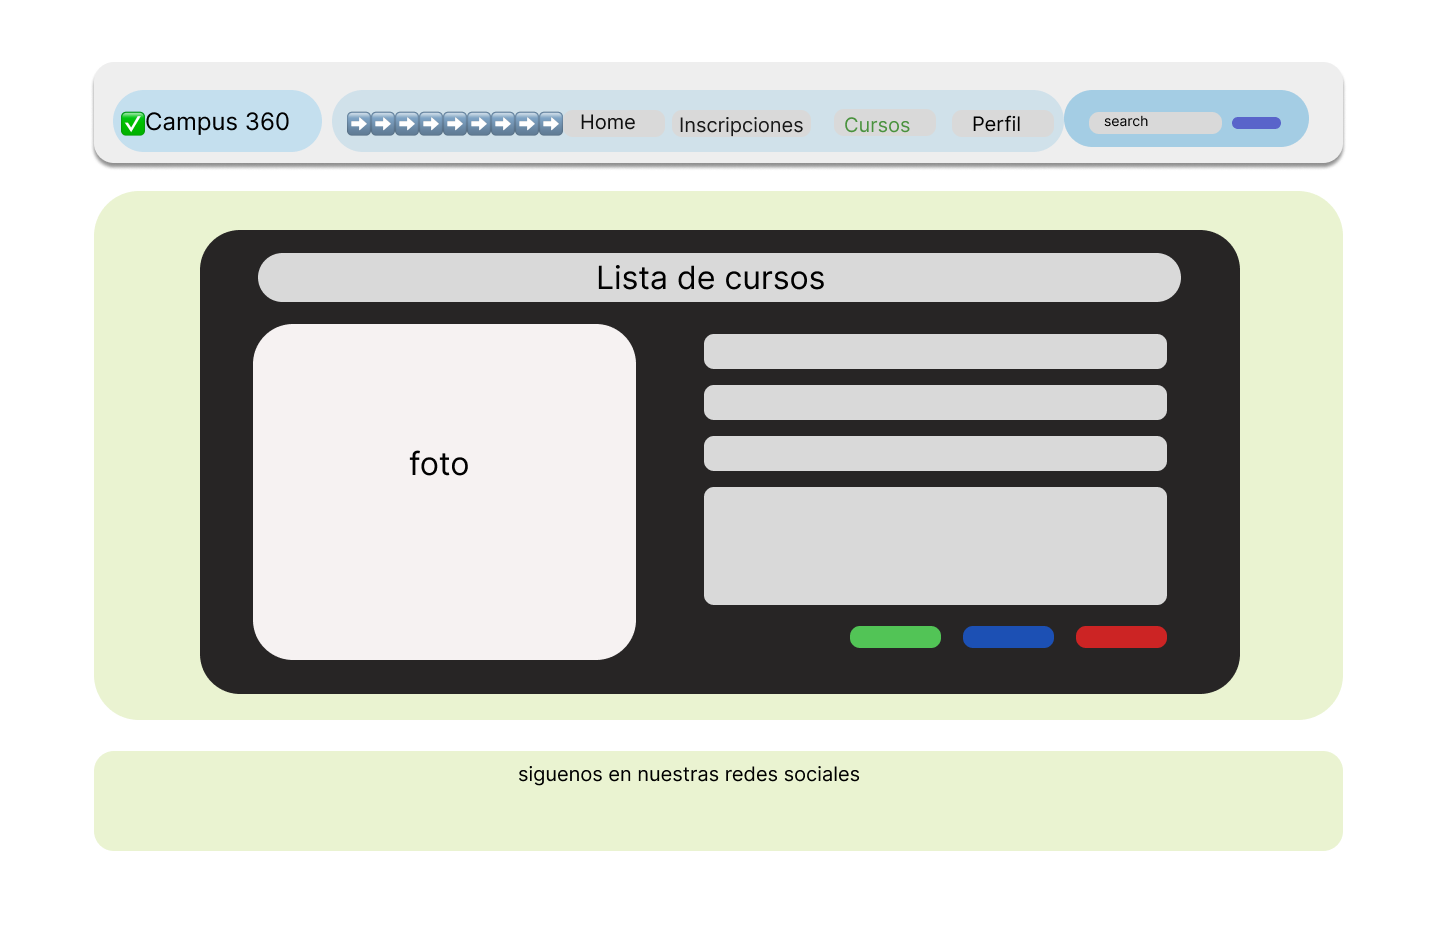 ✅Campus 360
➡️➡️➡️➡️➡️➡️➡️➡️➡️ Home Inscripciones Cursos Perfil
search
Lista de cursos
foto
siguenos en nuestras redes sociales